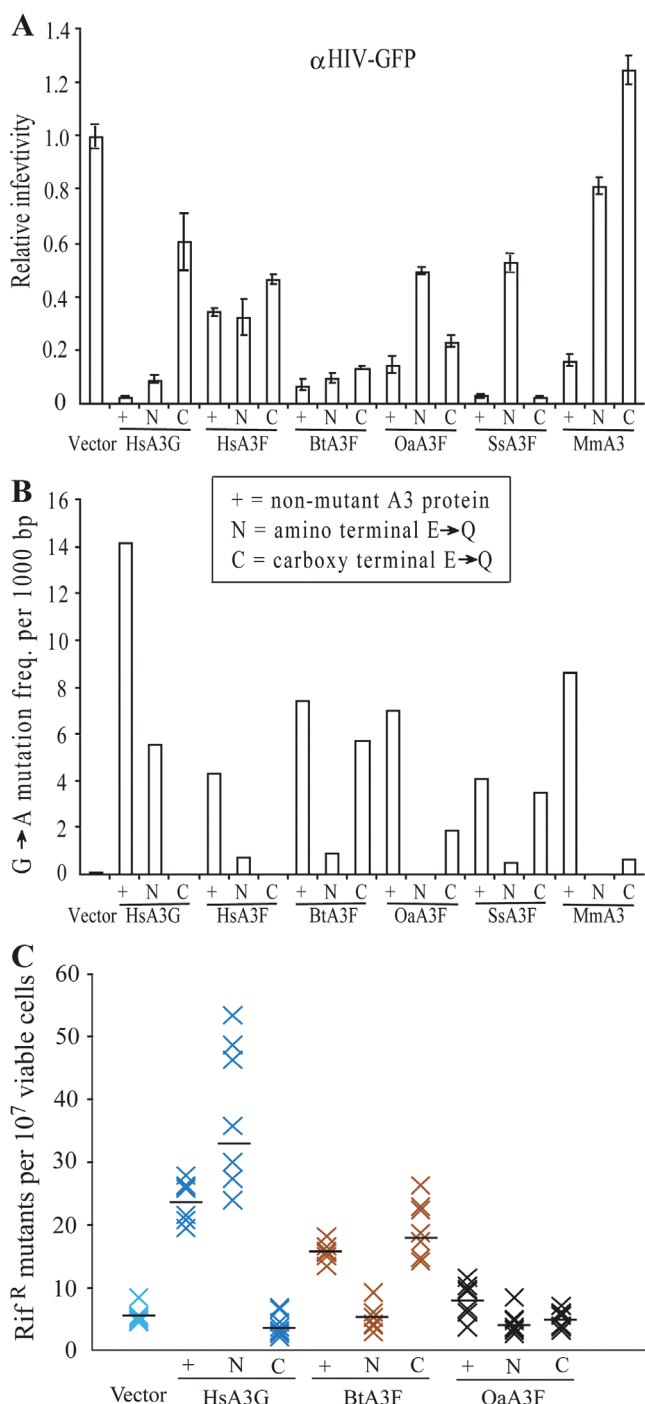 A
αHIV-GFP
Relative infevtivity
1.4
1.2
1.0
0.8
0.6
0.4
0.2
0
+ N C + N C + N C + N C + N C + N C
Vector HsA3G HsA3F BtA3F OaA3F SsA3F MmA3
B
+ = non-mutant A3 protein
N = amino terminal E→Q
C = carboxy terminal E→Q
G → A mutation freq. per 1000 bp
16
14
12
10
8
6
4
2
0
+ N C + N C + N C + N C + N C + N C
Vector HsA3G HsA3F BtA3F OaA3F SsA3F MmA3
C
Rif R mutants per 10⁷ viable cells
60
50
40
30
20
10
0
+ N C + N C + N C
Vector HsA3G BtA3F OaA3F